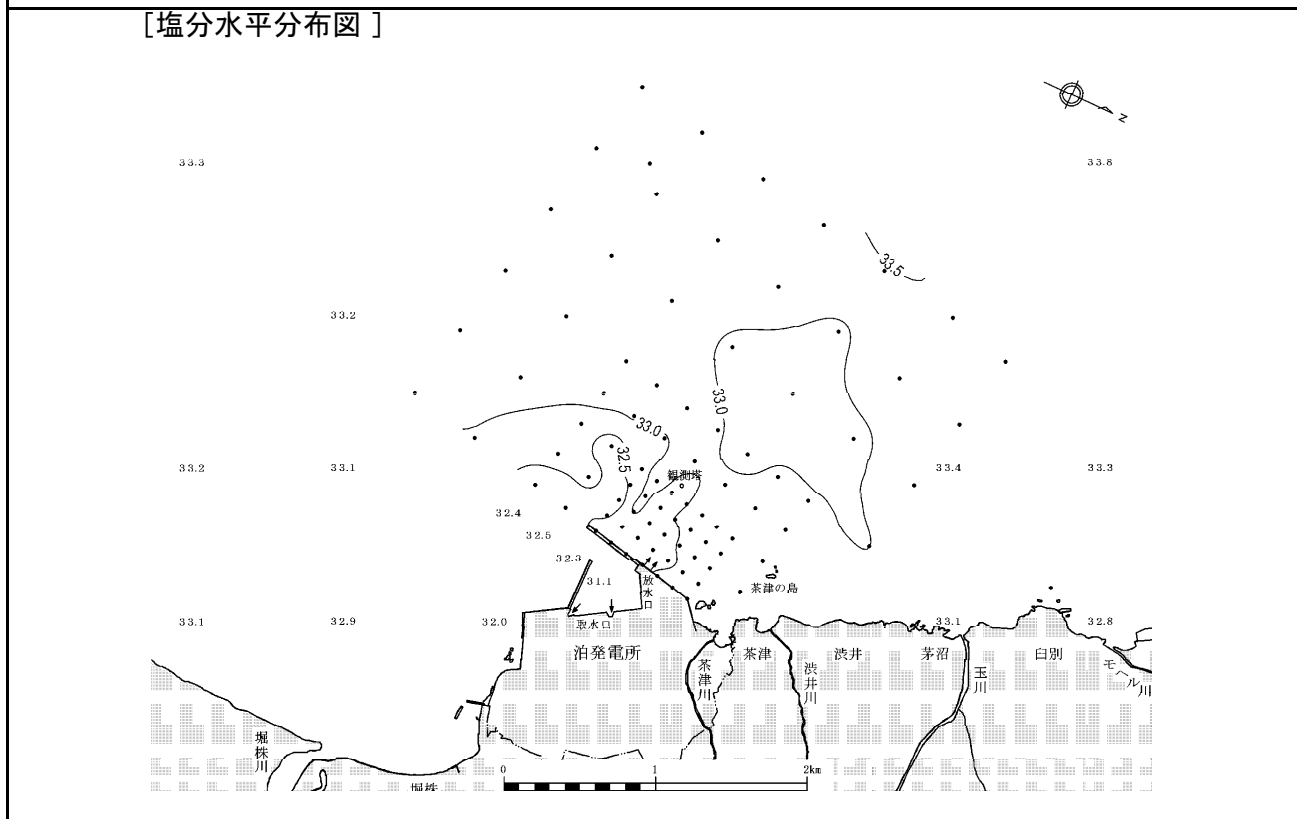 [塩分水平分布図 ]
N
33.3
33.8
33.5
33.2
33.0
33.0
32.5
観測塔
33.2
33.1
33.4
33.3
32.4
32.5
32.3
31.1
放水口
茶津の島
33.1
32.9
32.0
取水口
33.1
32.8
泊発電所
茶津川
茶津
渋井川
渋井
茅沼
玉川
臼別
モヘル川
堀株川
堀株
0
1
2km